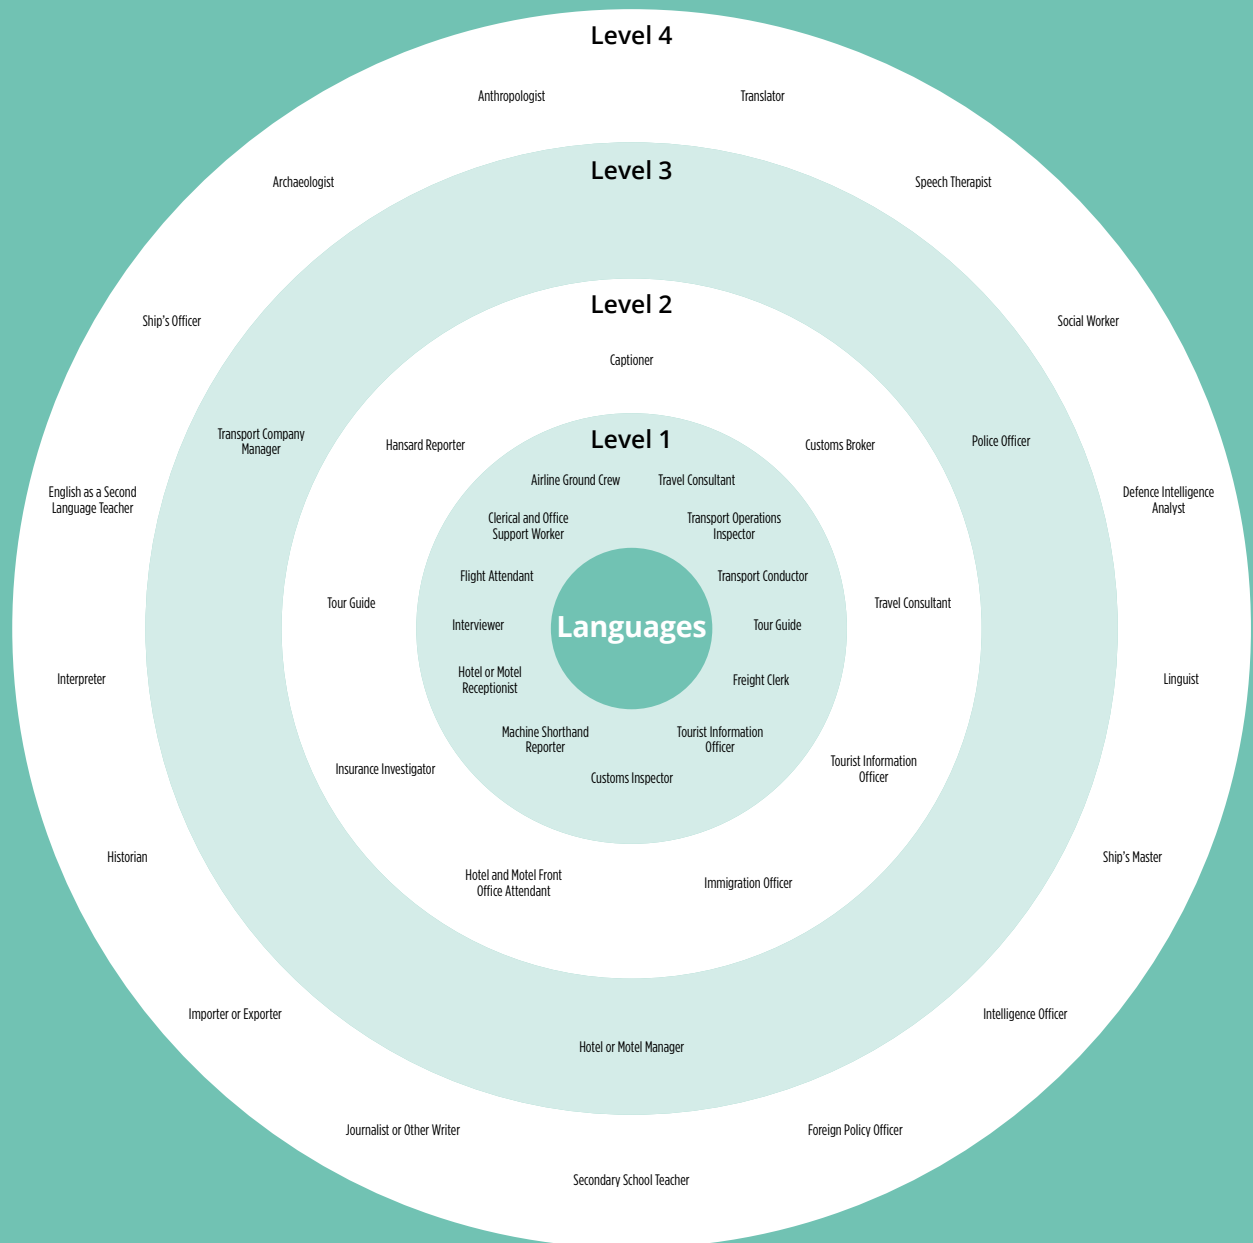 Level 4
Anthropologist
Translator
Archaeologist
Speech Therapist
Ship's Officer
Social Worker
English as a Second
Language Teacher
Defence Intelligence
Analyst
Interpreter
Linguist
Historian
Ship's Master
Importer or Exporter
Intelligence Officer
Journalist or Other Writer
Foreign Policy Officer
Secondary School Teacher
Level 3
Transport Company
Manager
Police Officer
Hotel or Motel Manager
Level 2
Captioner
Hansard Reporter
Customs Broker
Tour Guide
Travel Consultant
Insurance Investigator
Tourist Information
Officer
Hotel and Motel Front
Office Attendant
Immigration Officer
Level 1
Airline Ground Crew
Travel Consultant
Clerical and Office
Support Worker
Transport Operations
Inspector
Flight Attendant
Transport Conductor
Interviewer
Tour Guide
Hotel or Motel
Receptionist
Freight Clerk
Machine Shorthand
Reporter
Tourist Information
Officer
Customs Inspector
Languages